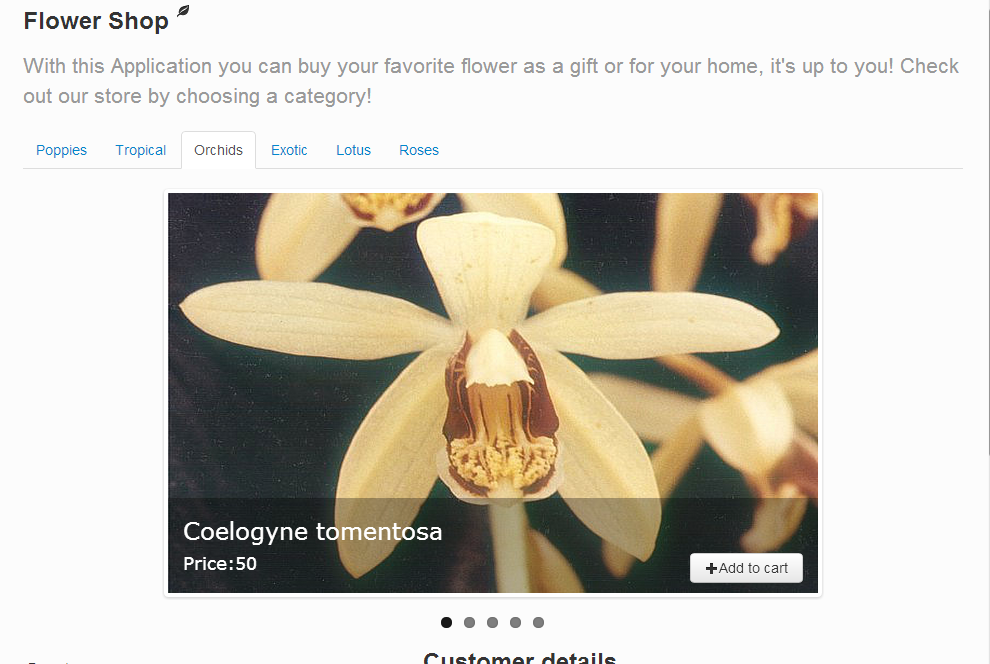 Flower Shop
With this Application you can buy your favorite flower as a gift or for your home, it's up to you! Check
out our store by choosing a category!
Poppies Tropical Orchids Exotic Lotus Roses
Coelogyne tomentosa
Price:50
Add to cart
Customer details